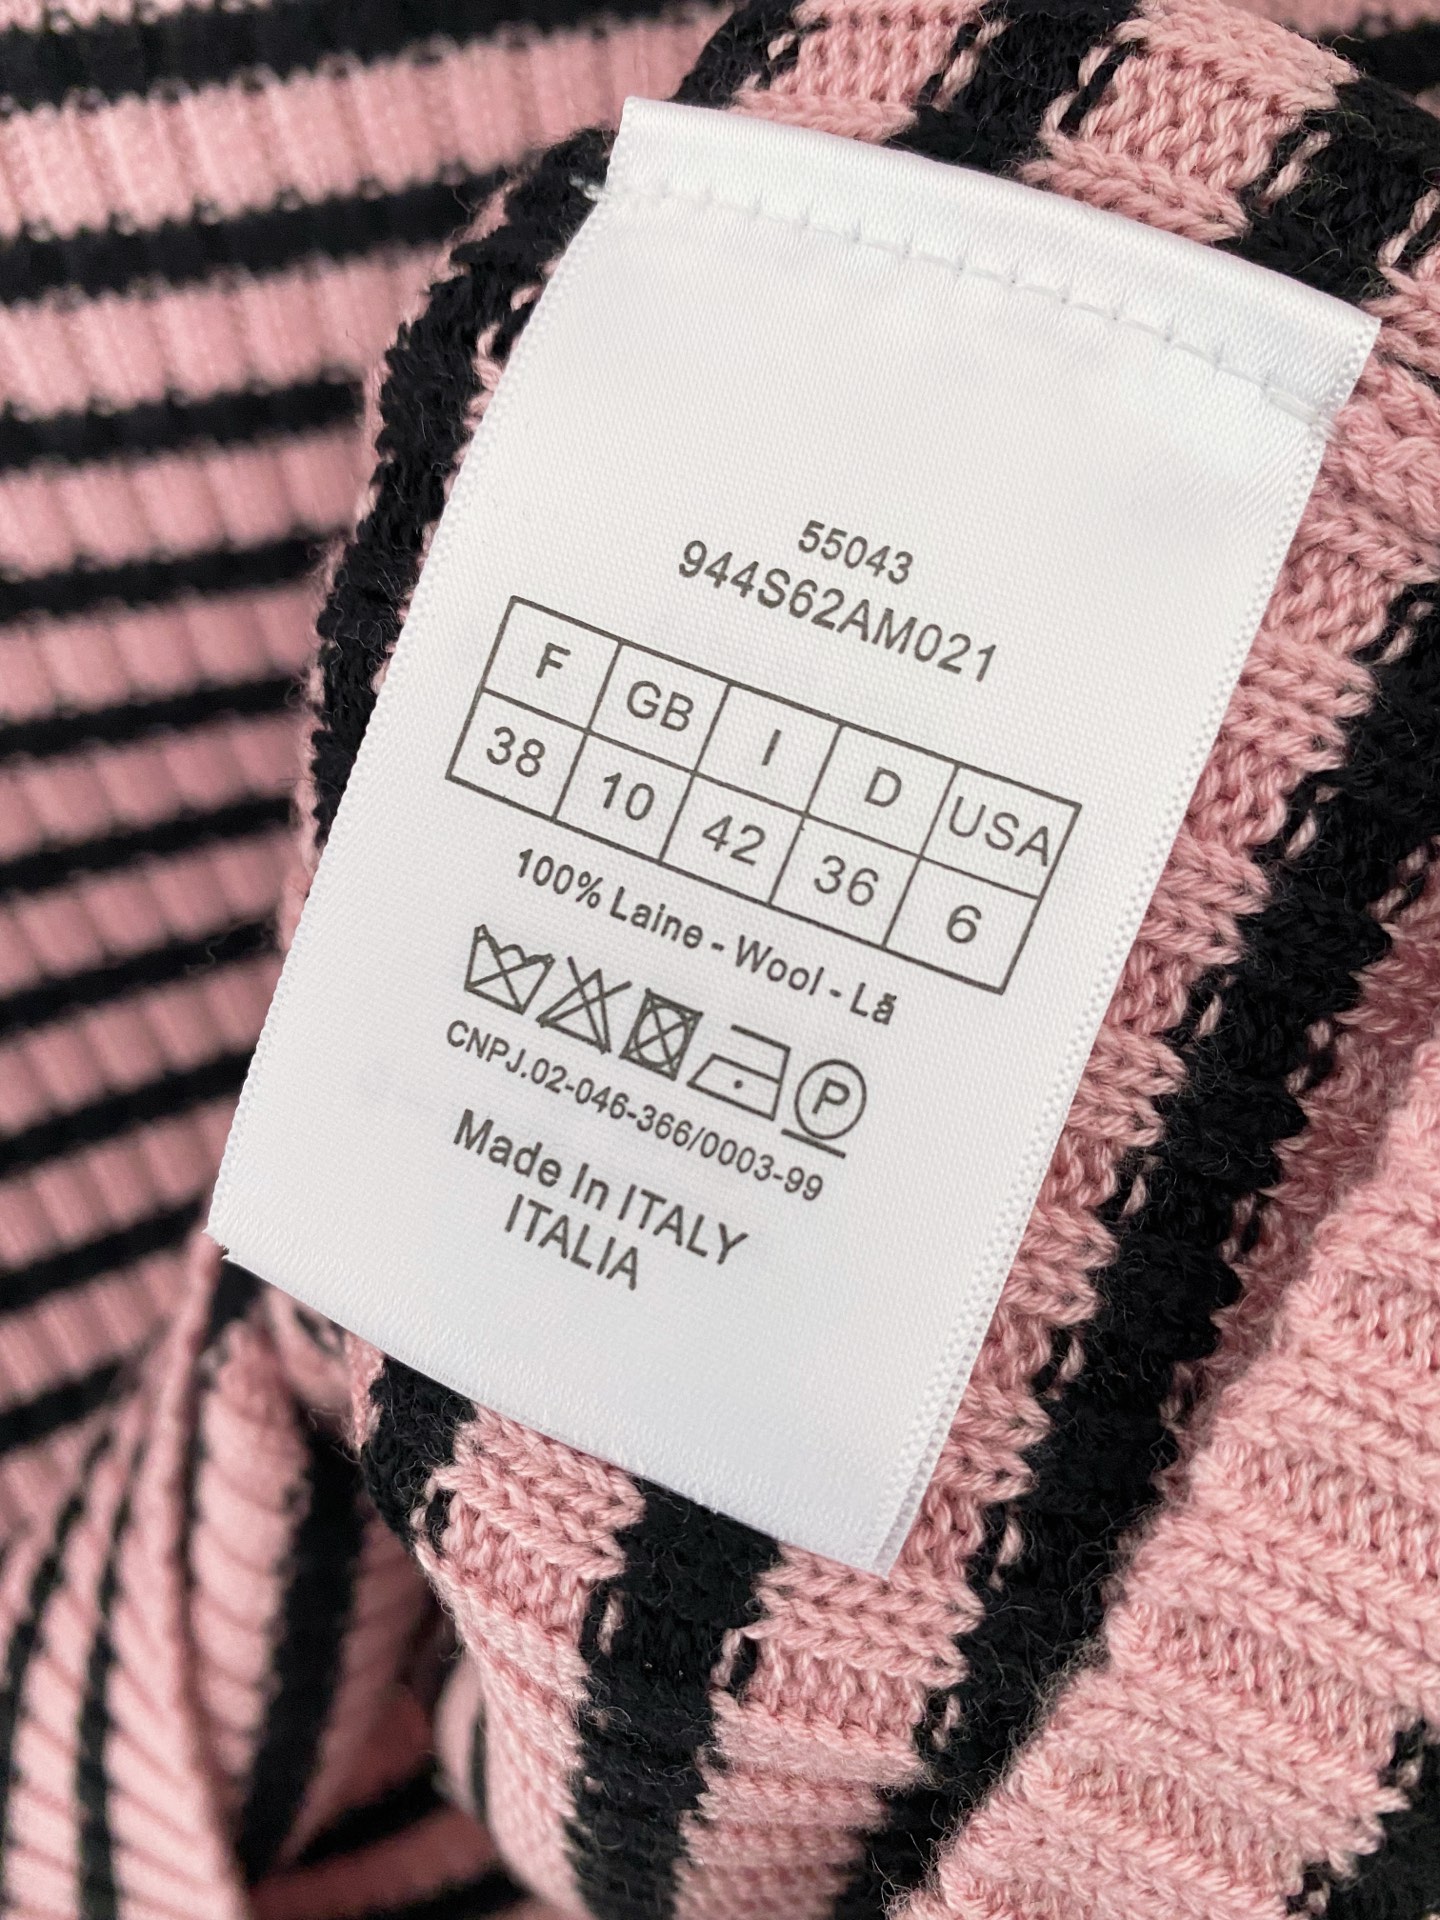 55043
944S62AM021
F GB I D USA
38 10 42 36 6
100% Laine - Wool - Lã
P
CNPJ.02-046-366/0003-99
Made In ITALY
ITALIA